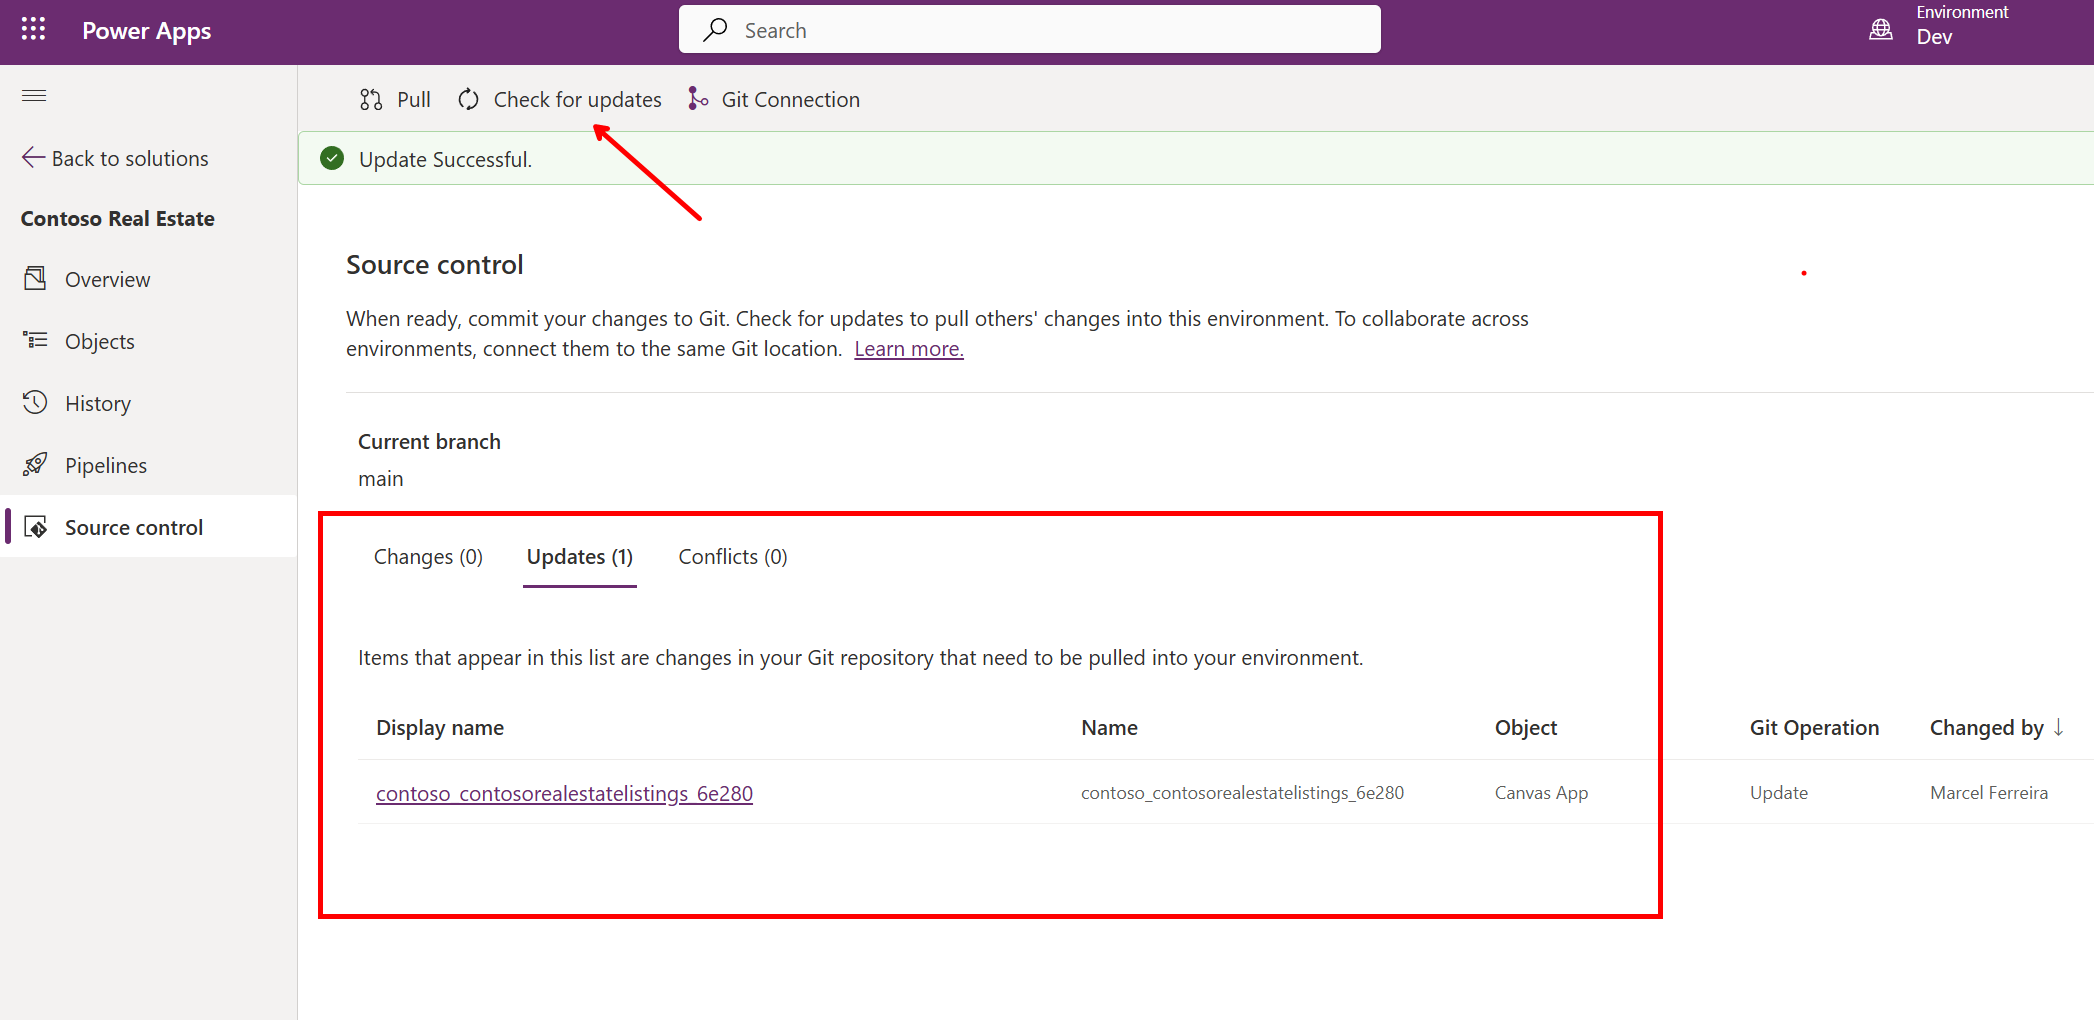 Power Apps
Search
Environment
Dev
Pull
Check for updates
Git Connection
Update Successful.
Back to solutions
Contoso Real Estate
Overview
Objects
History
Pipelines
Source control
Source control
When ready, commit your changes to Git. Check for updates to pull others' changes into this environment. To collaborate across
environments, connect them to the same Git location. Learn more.
Current branch
main
Changes (0)
Updates (1)
Conflicts (0)
Items that appear in this list are changes in your Git repository that need to be pulled into your environment.
Display name
Name
Object
Git Operation
Changed by
contoso_contosorealestatelistings_6e280
contoso_contosorealestatelistings_6e280
Canvas App
Update
Marcel Ferreira